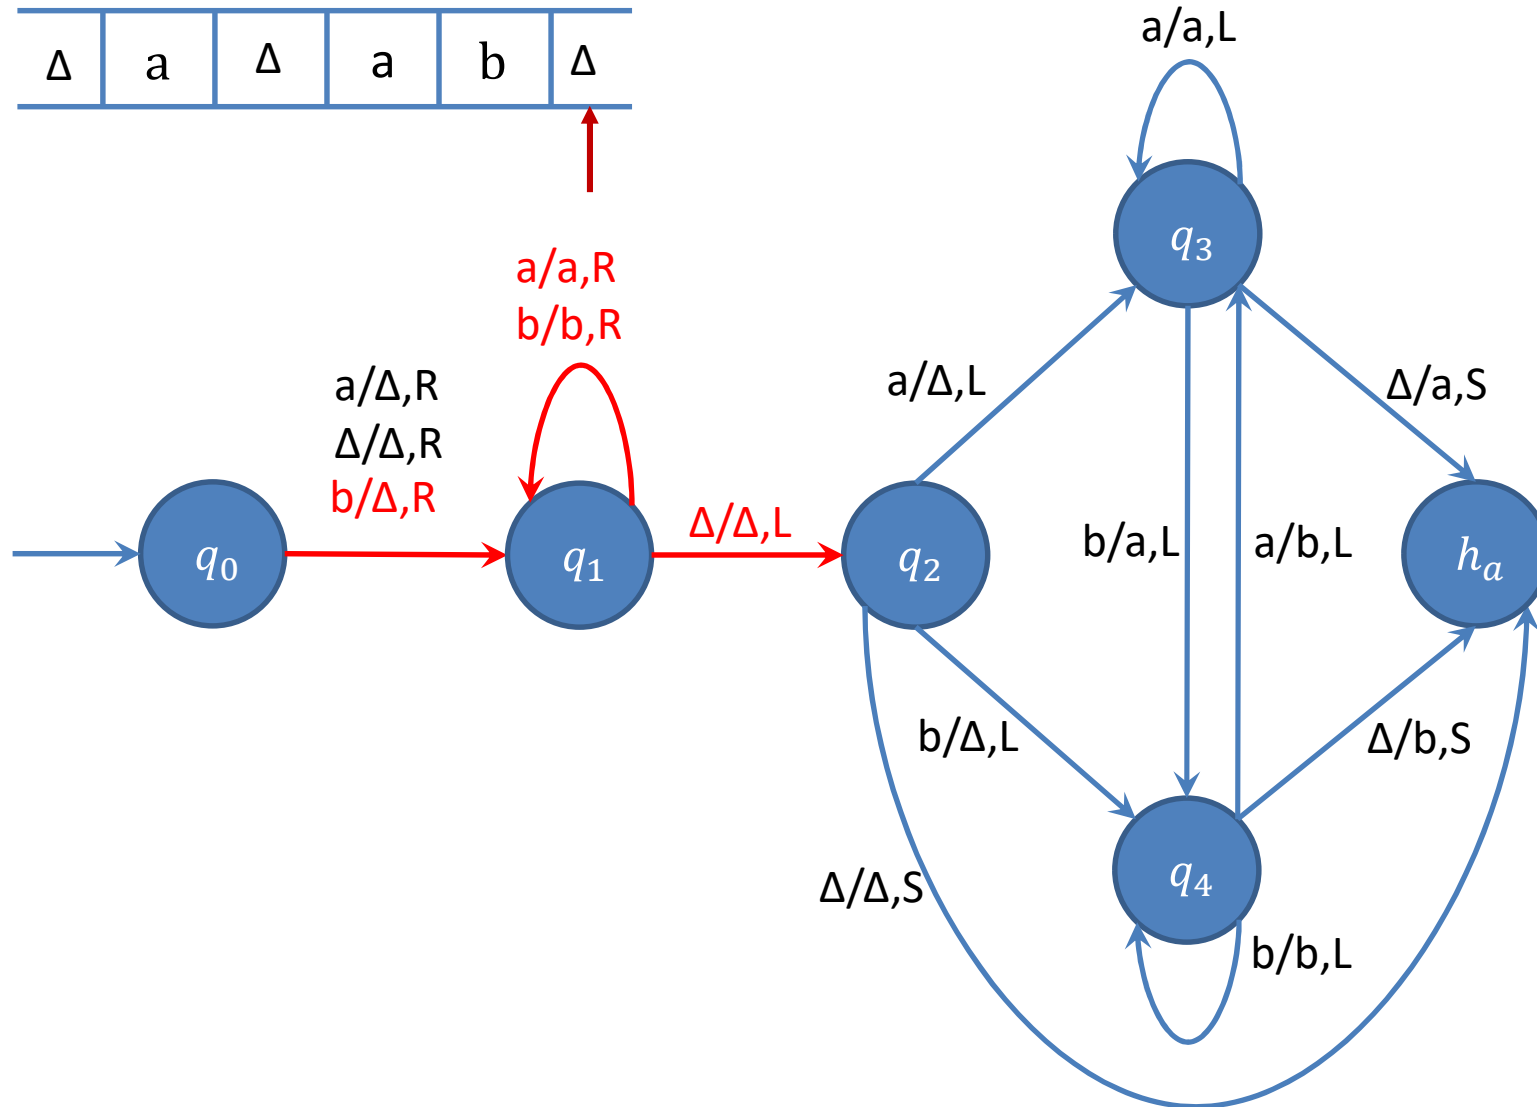 Δ a Δ a b Δ
a/a,L
q₃
a/a,R
b/b,R
a/Δ,R
Δ/Δ,R
b/Δ,R
a/Δ,L
Δ/a,S
q₀
q₁
Δ/Δ,L
q₂
b/a,L
a/b,L
hₐ
b/Δ,L
Δ/b,S
Δ/Δ,S
q₄
b/b,L